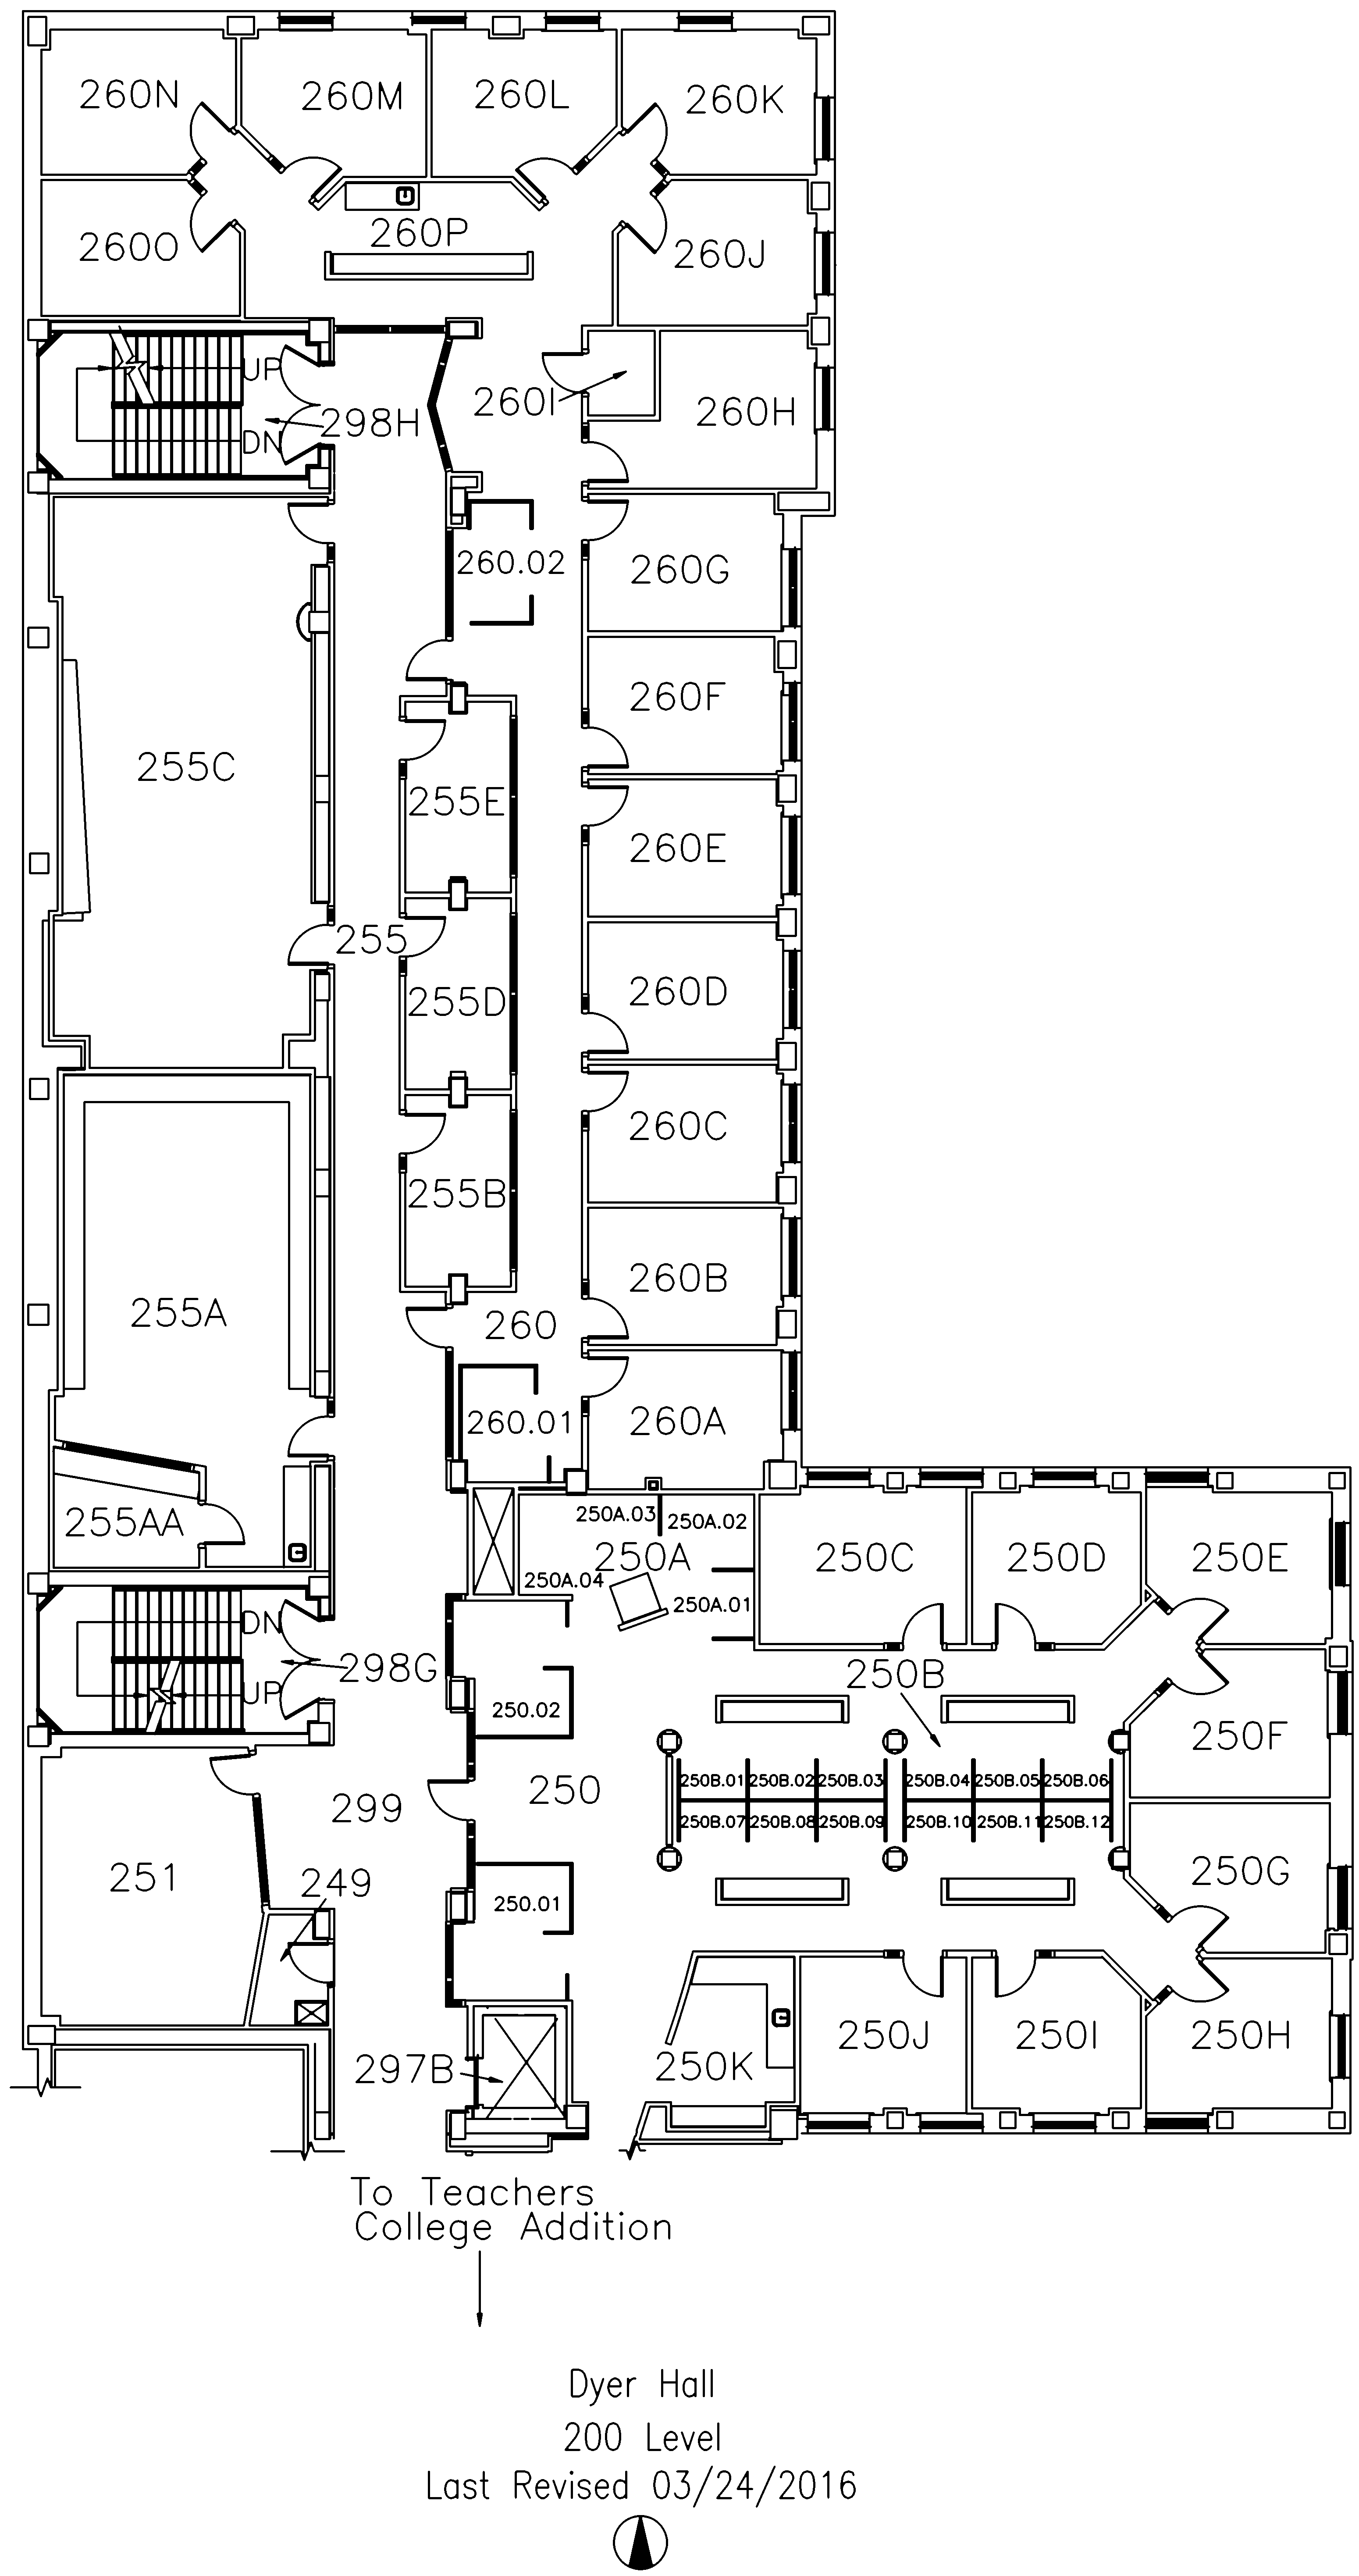 260N
260M
260L
260K
260O
260P
260J
UP
298H
DN
260I
260H
260.02
260G
260F
255C
255E
260E
255
255D
260D
260C
255B
260B
255A
260
260.01
260A
255AA
250A.03
250A.02
250A
250A.04
250A.01
250C
250D
250E
DN
298G
UP
250B
250.02
250F
250
250B.01
250B.02
250B.03
250B.04
250B.05
250B.06
250B.07
250B.08
250B.09
250B.10
250B.11
250B.12
299
251
249
250.01
250G
297B
250K
250J
250I
250H
To Teachers
College Addition
Dyer Hall
200 Level
Last Revised 03/24/2016